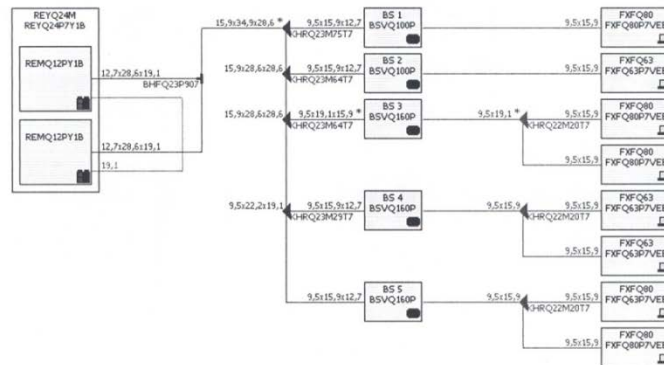 REYQ24M
REYQ24P7Y1B
REMQ12PY1B
12,7x28,6x19,1
BHFQ23P907
REMQ12PY1B
12,7x28,6x19,1
19,1
15,9x34,9x28,6 *
KHRQ23M75T7
9,5x15,9x12,7
BS 1
BSVQ100P
9,5x15,9
FXFQ80
FXFQ80P7VEB
15,9x28,6x28,6
KHRQ23M64T7
9,5x15,9x12,7
BS 2
BSVQ100P
9,5x15,9
FXFQ63
FXFQ63P7VEB
15,9x28,6x28,6
KHRQ23M64T7
9,5x19,1x15,9 *
BS 3
BSVQ160P
9,5x19,1 *
KHRQ22M20T7
9,5x15,9
FXFQ80
FXFQ80P7VEB
9,5x15,9
FXFQ80
FXFQ80P7VEB
9,5x22,2x19,1
KHRQ23M29T7
9,5x15,9x12,7
BS 4
BSVQ160P
9,5x15,9
KHRQ22M20T7
9,5x15,9
FXFQ63
FXFQ63P7VEB
9,5x15,9
FXFQ63
FXFQ63P7VEB
9,5x15,9x12,7
BS 5
BSVQ160P
9,5x15,9
KHRQ22M20T7
9,5x15,9
FXFQ80
FXFQ63P7VEB
9,5x15,9
FXFQ80
FXFQ80P7VEB